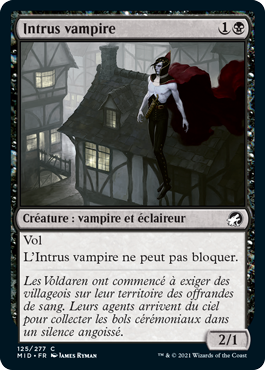 Intrus vampire 1
Créature : vampire et éclaireur
Vol
L'Intrus vampire ne peut pas bloquer.
Les Voldaren ont commencé à exiger des
villageois sur leur territoire des offrandes
de sang. Leurs agents arrivent du ciel
pour collecter les bols cérémoniaux dans
un silence angoissé.
2/1
125/277 C
MID • FR JAMES RYMAN
™ & © 2021 Wizards of the Coast